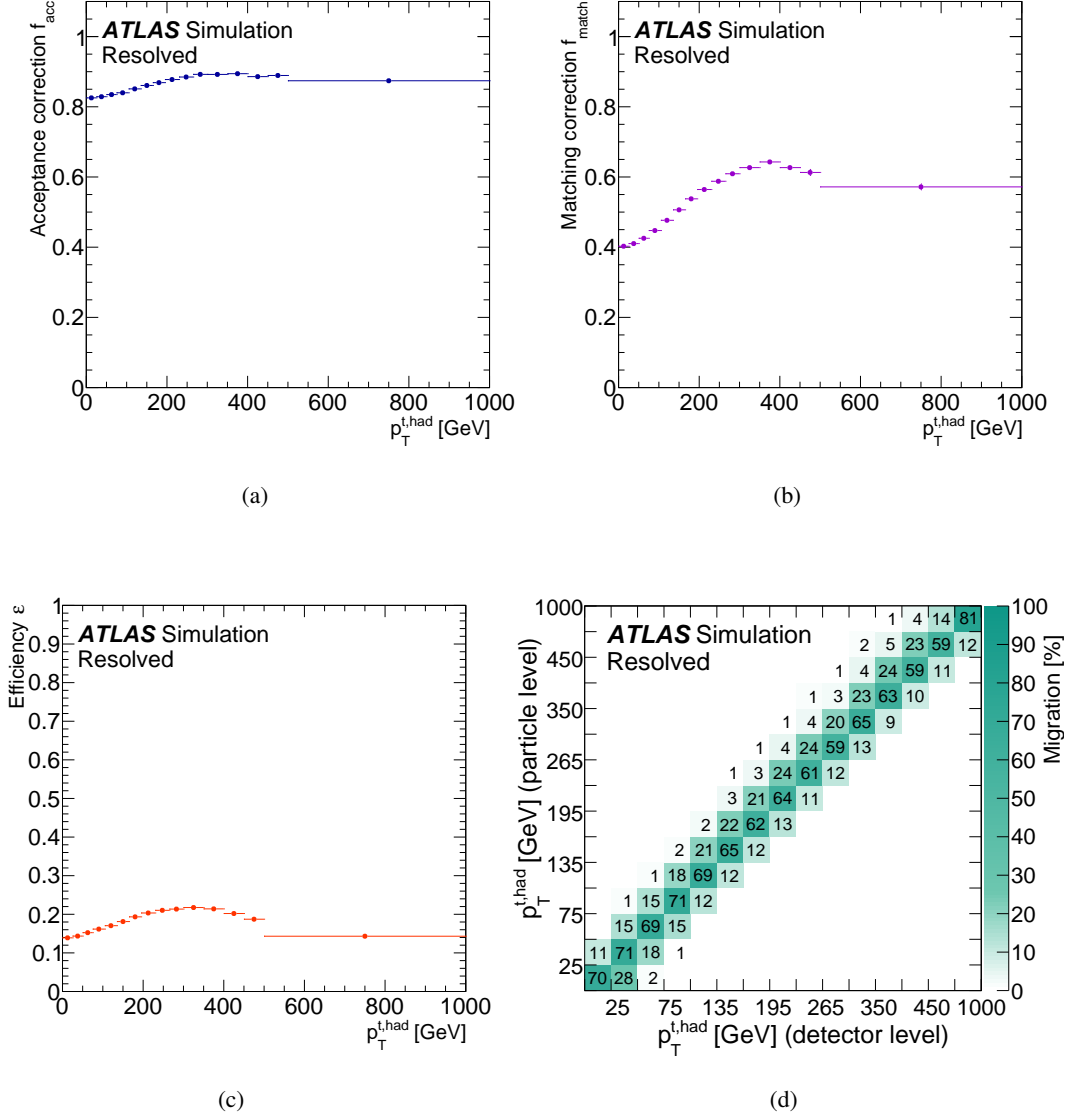 Acceptance correction f_acc
ATLAS Simulation
Resolved
1
0.8
0.6
0.4
0.2
0
0 200 400 600 800 1000
p_T^{t,had} [GeV]
(a)
Matching correction f_match
ATLAS Simulation
Resolved
1
0.8
0.6
0.4
0.2
0
0 200 400 600 800 1000
p_T^{t,had} [GeV]
(b)
Efficiency ε
ATLAS Simulation
Resolved
1
0.9
0.8
0.7
0.6
0.5
0.4
0.3
0.2
0.1
0
0 200 400 600 800 1000
p_T^{t,had} [GeV]
(c)
p_T^{t,had} [GeV] (particle level)
ATLAS Simulation
Resolved
1000
450
350
265
195
135
75
25
1 4 14 81
2 5 23 59 12
1 4 24 59 11
1 3 23 63 10
1 4 20 65 9
1 4 24 59 13
1 3 24 61 12
3 21 64 11
2 22 62 13
2 21 65 12
1 18 69 12
1 15 71 12
15 69 15
11 71 18 1
70 28 2
25 75 135 195 265 350 450 1000
p_T^{t,had} [GeV] (detector level)
Migration [%]
100
90
80
70
60
50
40
30
20
10
0
(d)